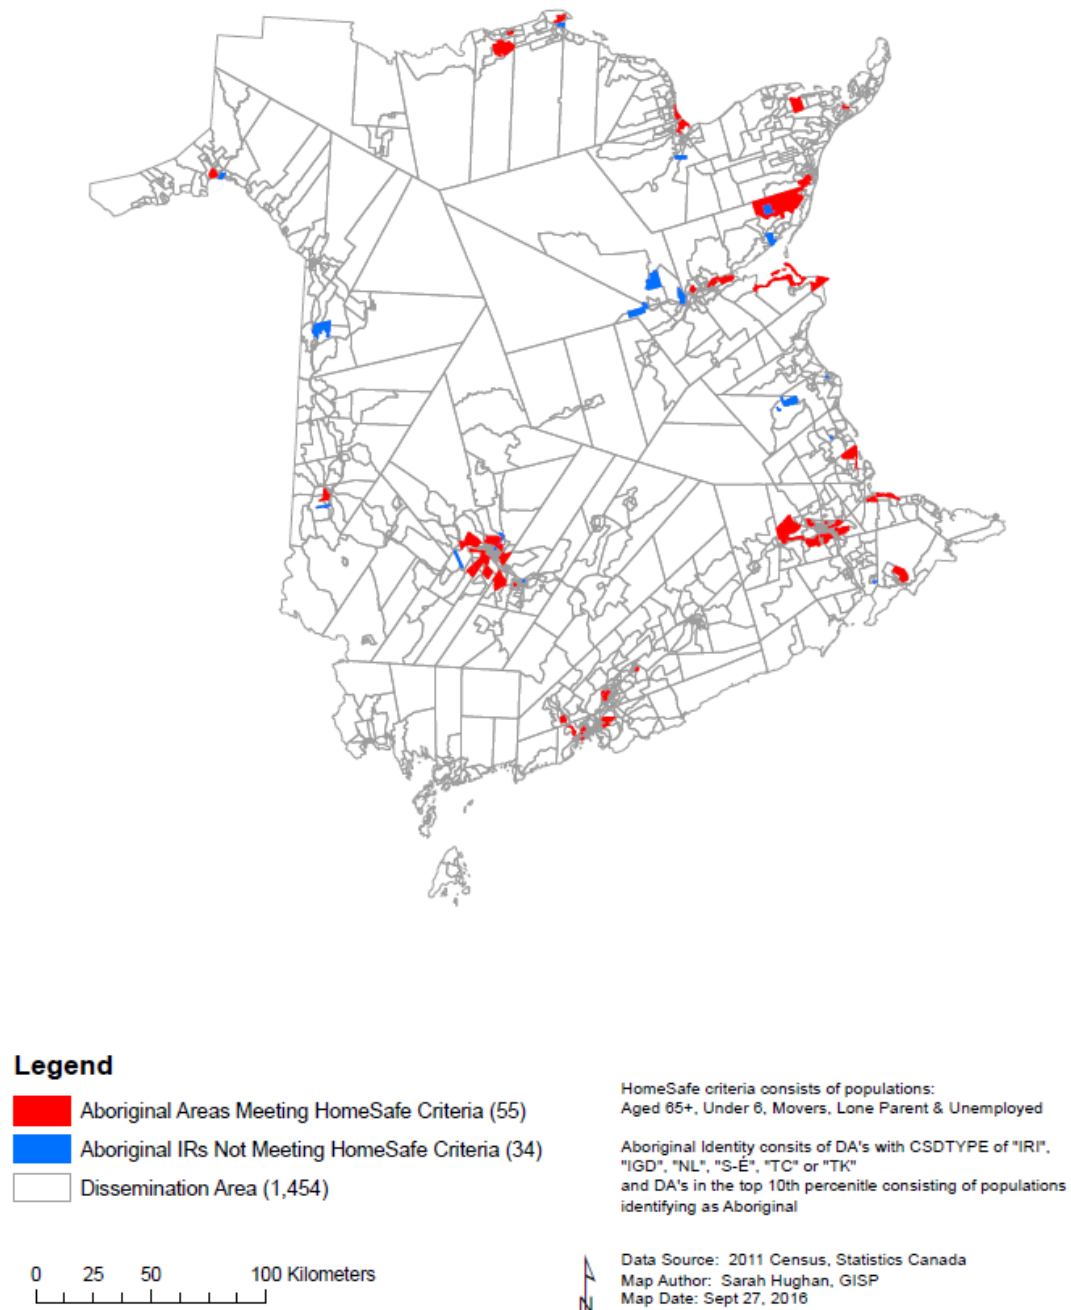 Legend
Aboriginal Areas Meeting HomeSafe Criteria (55)
Aboriginal IRs Not Meeting HomeSafe Criteria (34)
Dissemination Area (1,454)
0 25 50 100 Kilometers
HomeSafe criteria consists of populations:
Aged 65+, Under 6, Movers, Lone Parent & Unemployed
Aboriginal Identity consits of DA's with CSDTYPE of "IRI",
"IGD", "NL", "S-É", "TC" or "TK"
and DA's in the top 10th percenitle consisting of populations
identifying as Aboriginal
Data Source: 2011 Census, Statistics Canada
Map Author: Sarah Hughan, GISP
Map Date: Sept 27, 2016
N